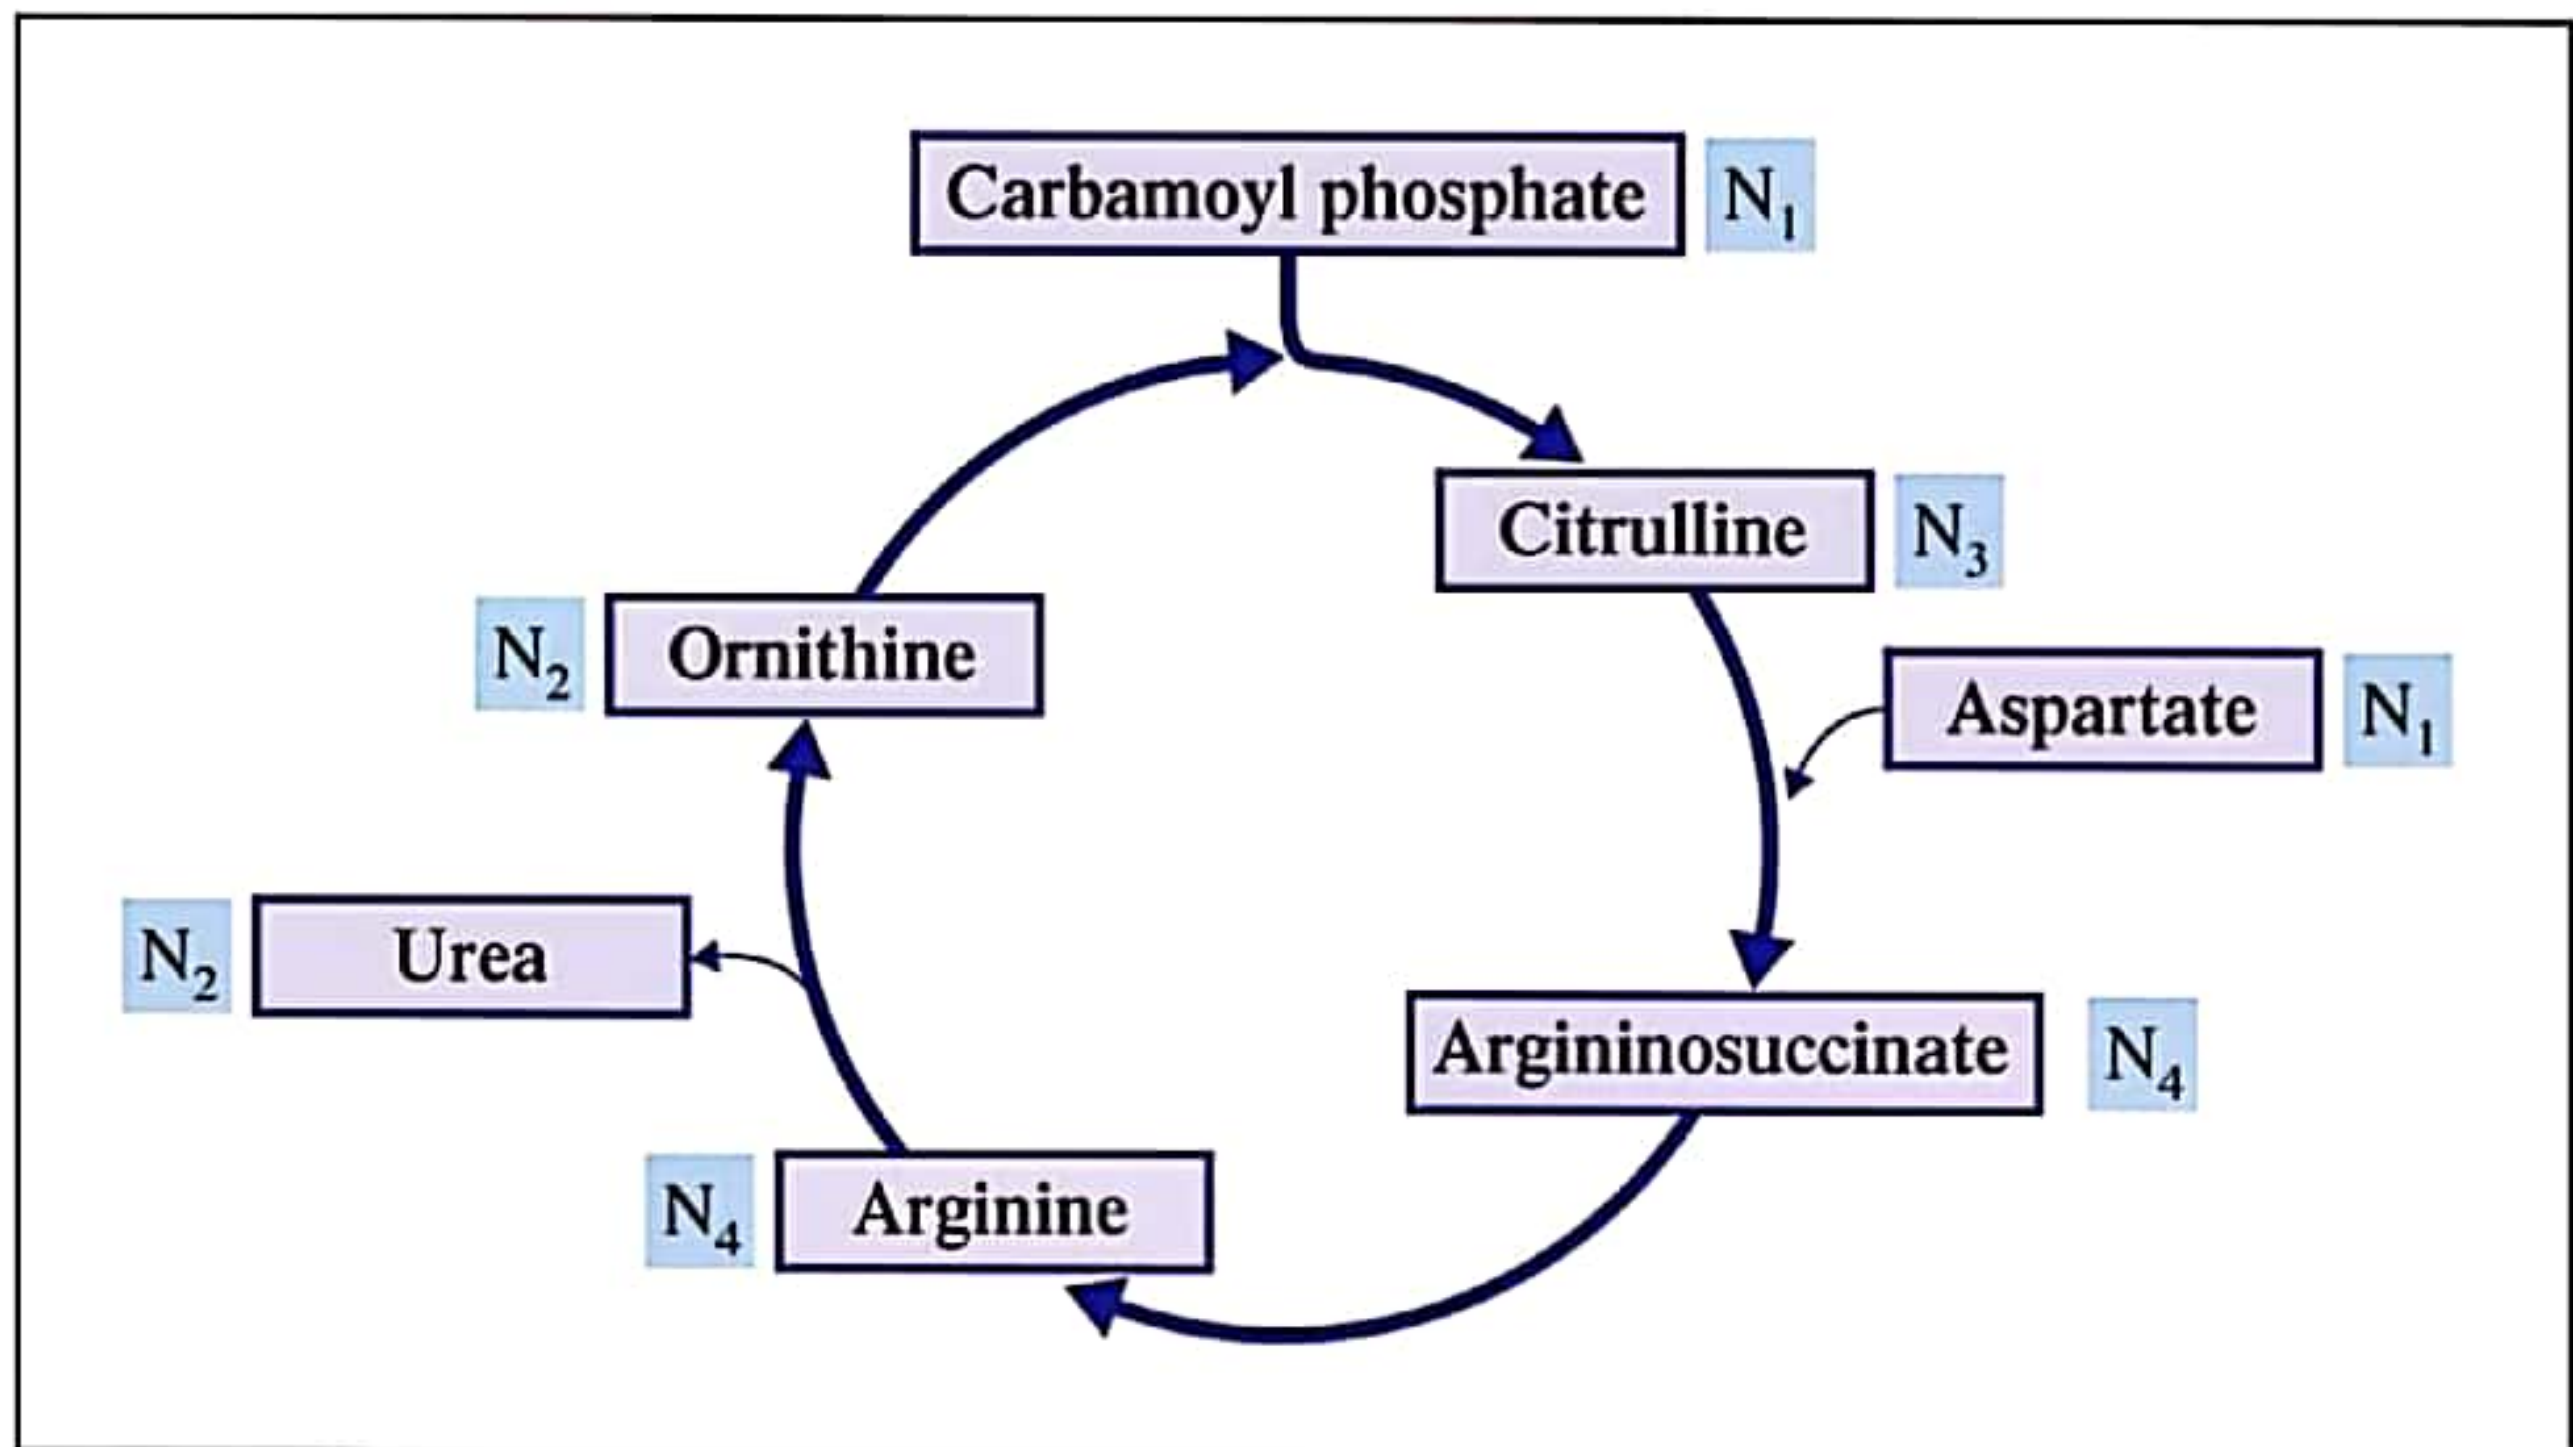 Carbamoyl phosphate N₁
Citrulline N₃
N₂ Ornithine
Aspartate N₁
N₂ Urea
Argininosuccinate N₄
N₄ Arginine